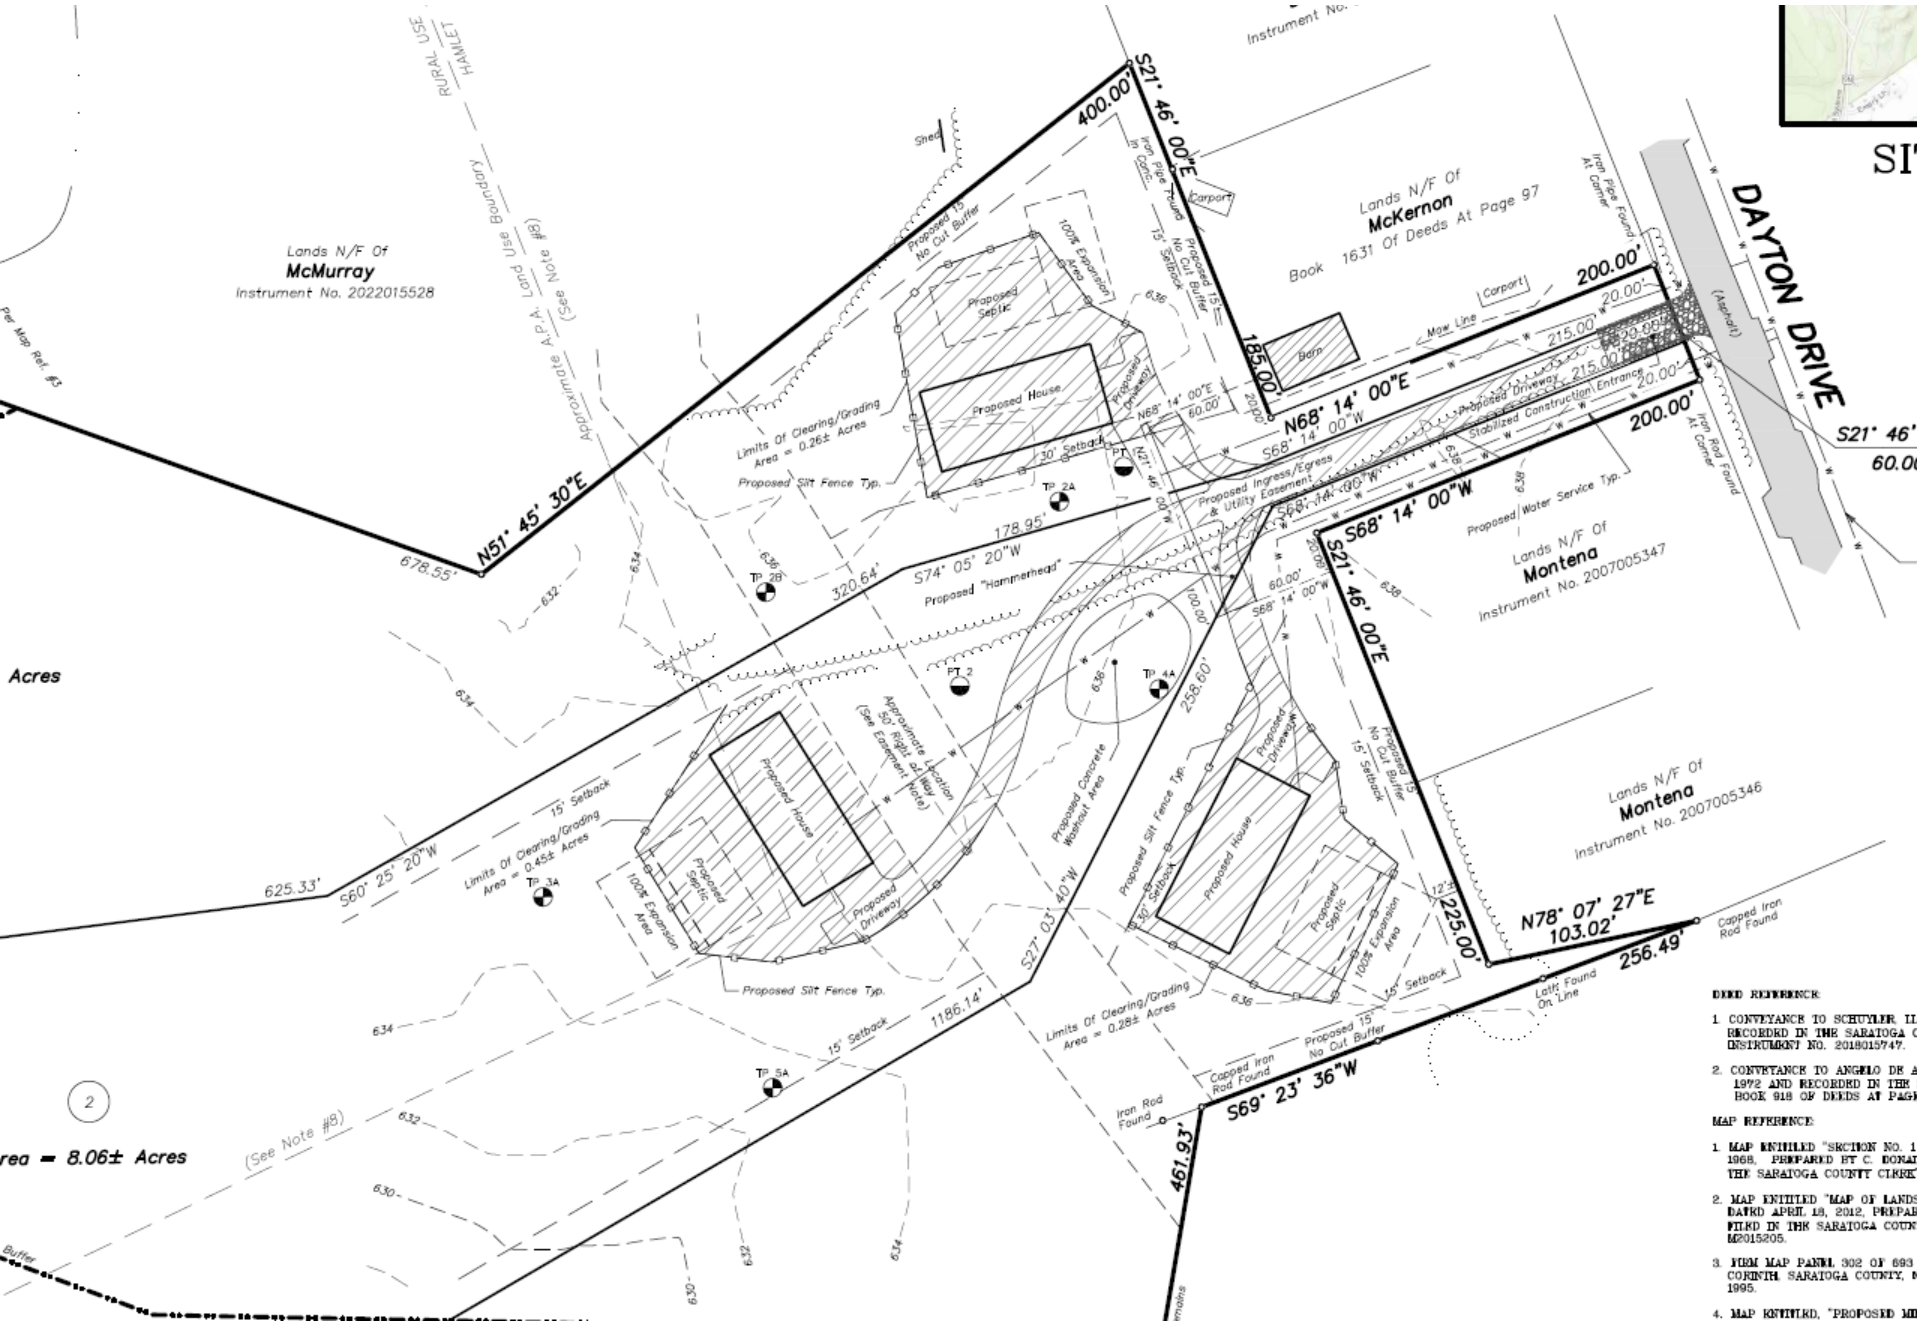 Instrument No.
SIT
DAYTON DRIVE
(Asphalt)
RURAL USE
HAMLET
Approximate A.P.A. Land Use Boundary
(See Note #8)
Lands N/F Of
McMurray
Instrument No. 2022015528
Per Map Ref. #3
Shed
400.00'
S21° 46' 00"E
Iron Pipe Found
In Conc.
Carport
Lands N/F Of
McKernon
Book 1631 Of Deeds At Page 97
Iron Pipe Found
At Corner
Proposed 15'
No Cut Buffer
100% Expansion
Area
15' Setback
Proposed 15'
No Cut Buffer
Proposed
Septic
636
Carport
200.00'
20.00'
Mow Line
215.00'
20.00'
215.00'
20.00'
Barn
185.00'
20.00'
Proposed House
Proposed
Driveway
N68° 14' 00"E
60.00'
N68° 14' 00"E
S68° 14' 00"W
Proposed Driveway
Stabilized Construction Entrance
200.00'
Iron Rod Found
At Corner
S21° 46'
60.00
Limits Of Clearing/Grading
Area = 0.26± Acres
30' Setback
PT 1
Proposed Silt Fence Typ.
TP 2A
N21° 46' 00"W
Proposed Ingress/Egress
& Utility Easement
S68° 14' 00"W
638
638
Proposed Water Service Typ.
S68° 14' 00"W
N51° 45' 30"E
678.55'
632
634
636
TP 2B
320.64'
178.95'
S74° 05' 20"W
Proposed "Hammerhead"
100.00'
60.00'
S68° 14' 00"W
20.00'
S21° 46' 00"E
638
Lands N/F Of
Montena
Instrument No. 2007005347
Acres
634
PT 2
636
TP 4A
258.60'
Approximate Location
50' Right of Way
(See Easement Note)
Proposed Concrete
Washout Area
Proposed Silt Fence Typ.
Proposed
Driveway
Proposed 15'
No Cut Buffer
15' Setback
Lands N/F Of
Montena
Instrument No. 2007005346
15' Setback
Proposed House
Limits Of Clearing/Grading
Area = 0.45± Acres
Proposed House
625.33'
S60° 25' 20"W
TP 3A
Proposed
Septic
100% Expansion
Area
Proposed
Driveway
S27° 03' 40"W
30' Setback
Proposed
Septic
100% Expansion
Area
12'±
225.00'
N78° 07' 27"E
103.02'
Capped Iron
Rod Found
256.49'
Lath Found
On Line
Proposed Silt Fence Typ.
15' Setback
636
634
15' Setback
1186.14'
Limits Of Clearing/Grading
Area = 0.28± Acres
Proposed 15'
No Cut Buffer
Capped Iron
Rod Found
S69° 23' 36"W
Iron Rod
Found
461.93'
TP 5A
2
rea = 8.06± Acres
(See Note #8)
632
630
632
630
634
Buffer
emains
DEED REFERENCE:
1. CONVEYANCE TO SCHUYLER, LL
RECORDED IN THE SARATOGA C
INSTRUMENT NO. 2018015747.
2. CONVEYANCE TO ANGELO DE A
1972 AND RECORDED IN THE
BOOK 918 OF DEEDS AT PAGE
MAP REFERENCE:
1. MAP ENTITLED "SECTION NO. 1
1968, PREPARED BY C. DONAL
THE SARATOGA COUNTY CLERK'
2. MAP ENTITLED "MAP OF LANDS
DATED APRIL 18, 2012, PREPAR
FILED IN THE SARATOGA COUN
M2015205.
3. FIRM MAP PANEL 302 OF 693
CORINTH, SARATOGA COUNTY, N
1995.
4. MAP ENTITLED, "PROPOSED MI